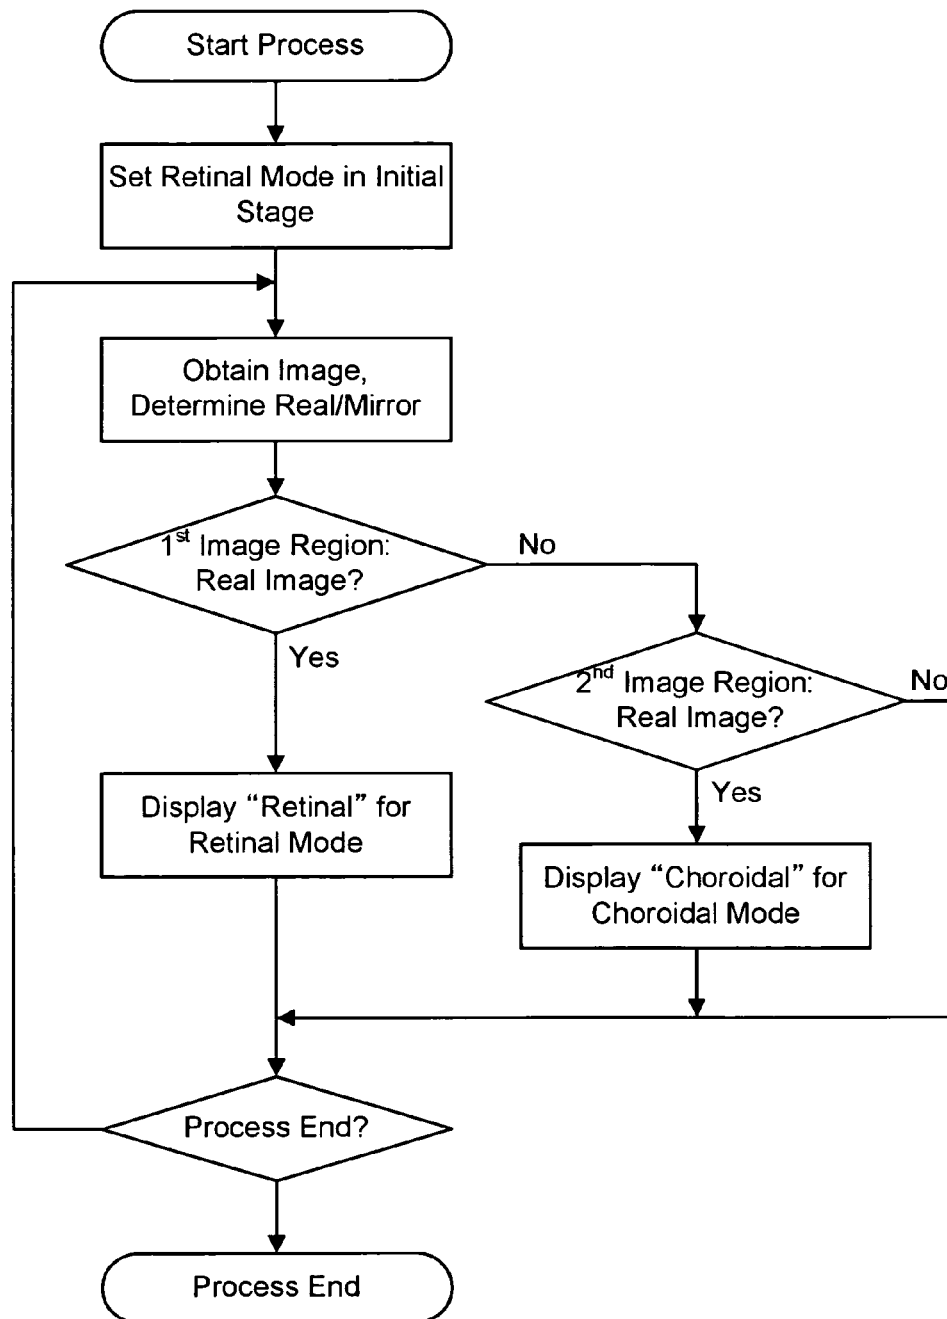 Start Process
Set Retinal Mode in Initial
Stage
Obtain Image,
Determine Real/Mirror
1st Image Region:
Real Image?
No
Yes
2nd Image Region:
Real Image?
No
Yes
Display “Retinal” for
Retinal Mode
Display “Choroidal” for
Choroidal Mode
Process End?
Process End